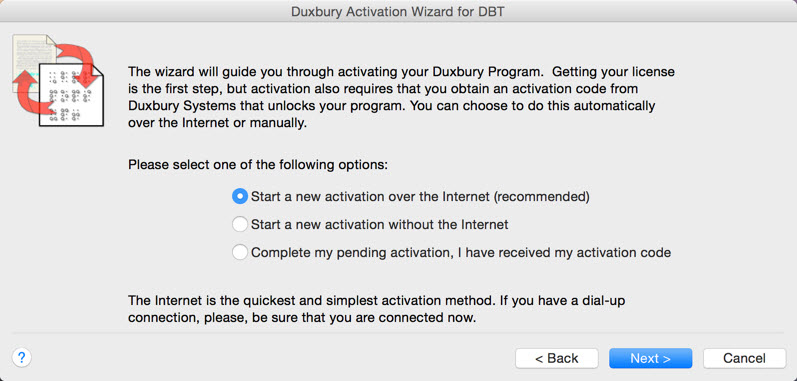 Duxbury Activation Wizard for DBT
The wizard will guide you through activating your Duxbury Program.  Getting your license
is the first step, but activation also requires that you obtain an activation code from
Duxbury Systems that unlocks your program. You can choose to do this automatically
over the Internet or manually.
Please select one of the following options:
Start a new activation over the Internet (recommended)
Start a new activation without the Internet
Complete my pending activation, I have received my activation code
The Internet is the quickest and simplest activation method. If you have a dial-up
connection, please, be sure that you are connected now.
? < Back Next > Cancel